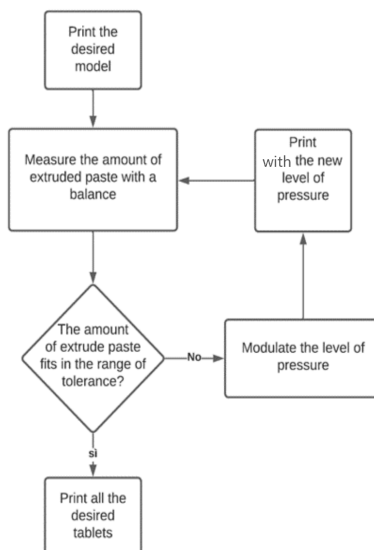 Print the
desired
model
Measure the amount of
extruded paste with a
balance
Print
with the new
level of
pressure
The amount
of extrude paste
fits in the range of
tolerance?
No
Modulate the level of
pressure
sì
Print all the
desired
tablets